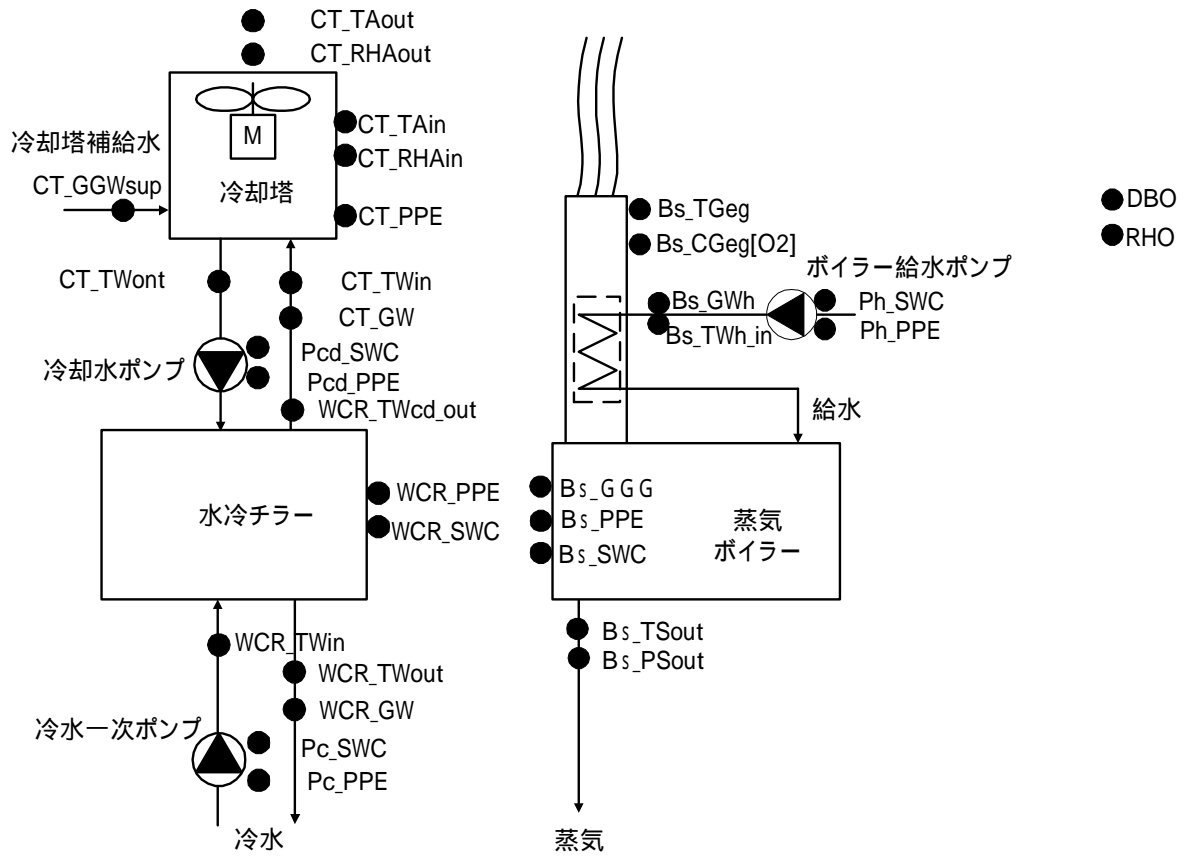 CT_TAout
CT_RHAout
M
冷却塔
CT_TAin
CT_RHAin
CT_PPE
冷却塔補給水
CT_GGWsup
CT_TWont
CT_TWin
CT_GW
冷却水ポンプ
Pcd_SWC
Pcd_PPE
WCR_TWcd_out
水冷チラー
WCR_PPE
WCR_SWC
WCR_TWin
WCR_TWout
WCR_GW
冷水一次ポンプ
Pc_SWC
Pc_PPE
冷水
Bs_TGeg
Bs_CGeg[O2]
ボイラー給水ポンプ
Bs_GWh
Bs_TWh_in
Ph_SWC
Ph_PPE
給水
Bs_GGG
Bs_PPE
Bs_SWC
蒸気
ボイラー
Bs_TSout
Bs_PSout
蒸気
DBO
RHO